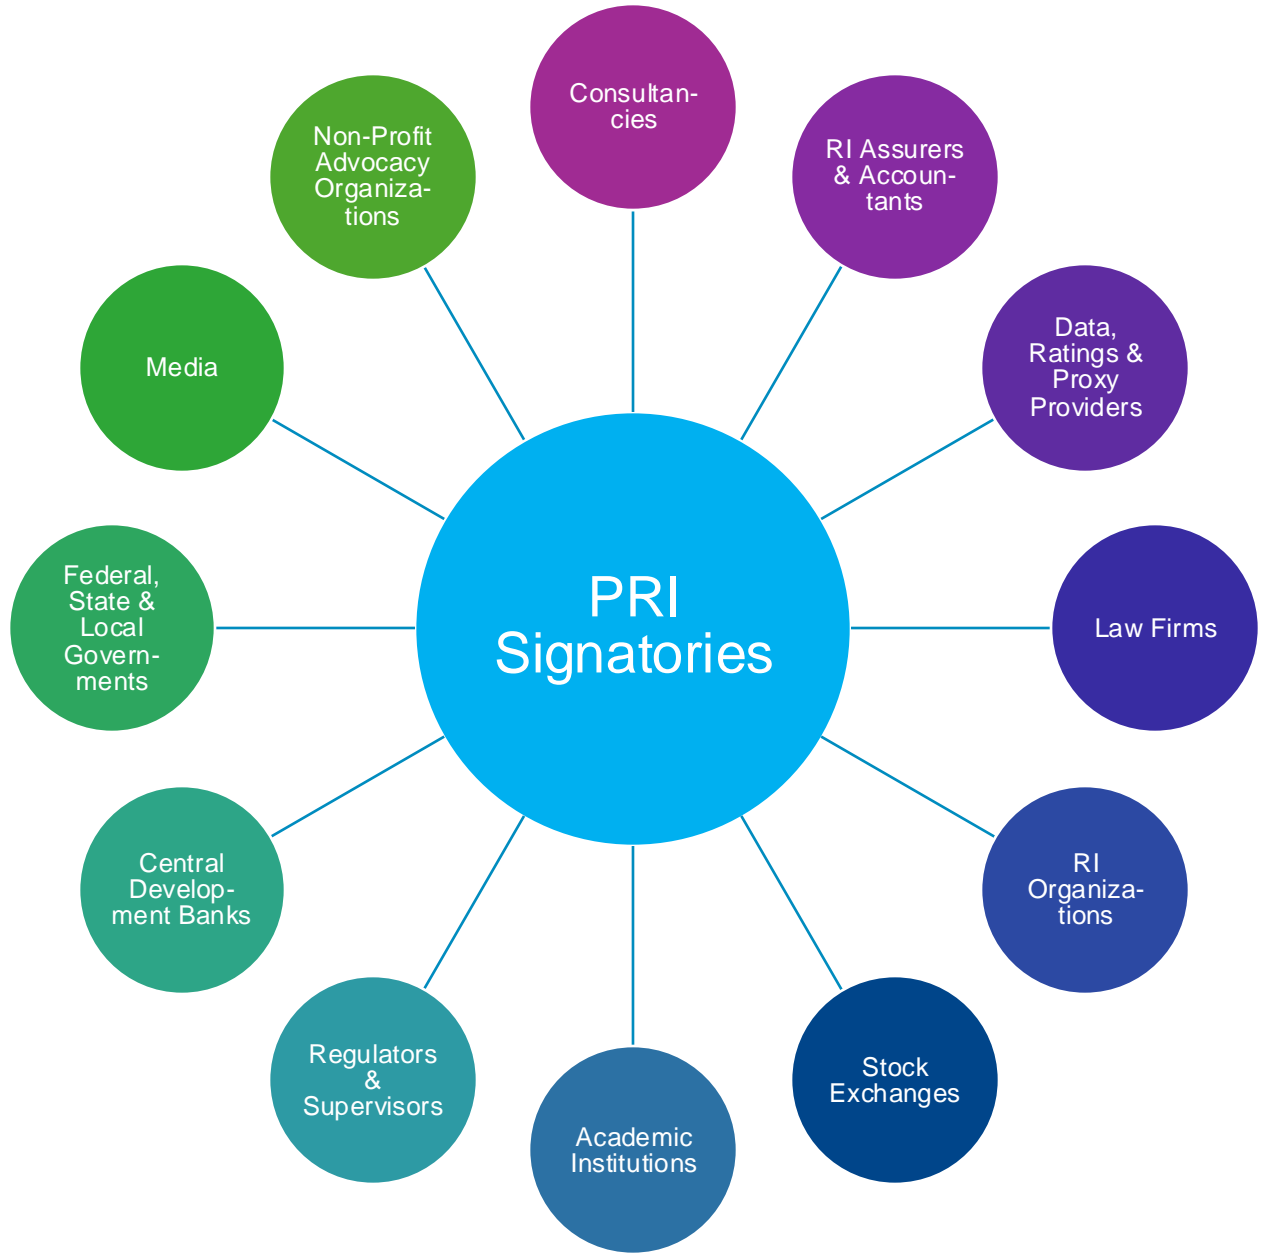 Consultan-
cies
RI Assurers
& Accoun-
tants
Data,
Ratings &
Proxy
Providers
Law Firms
RI
Organiza-
tions
Stock
Exchanges
Academic
Institutions
Regulators
&
Supervisors
Central
Develop-
ment Banks
Federal,
State &
Local
Govern-
ments
Media
Non-Profit
Advocacy
Organiza-
tions
PRI
Signatories